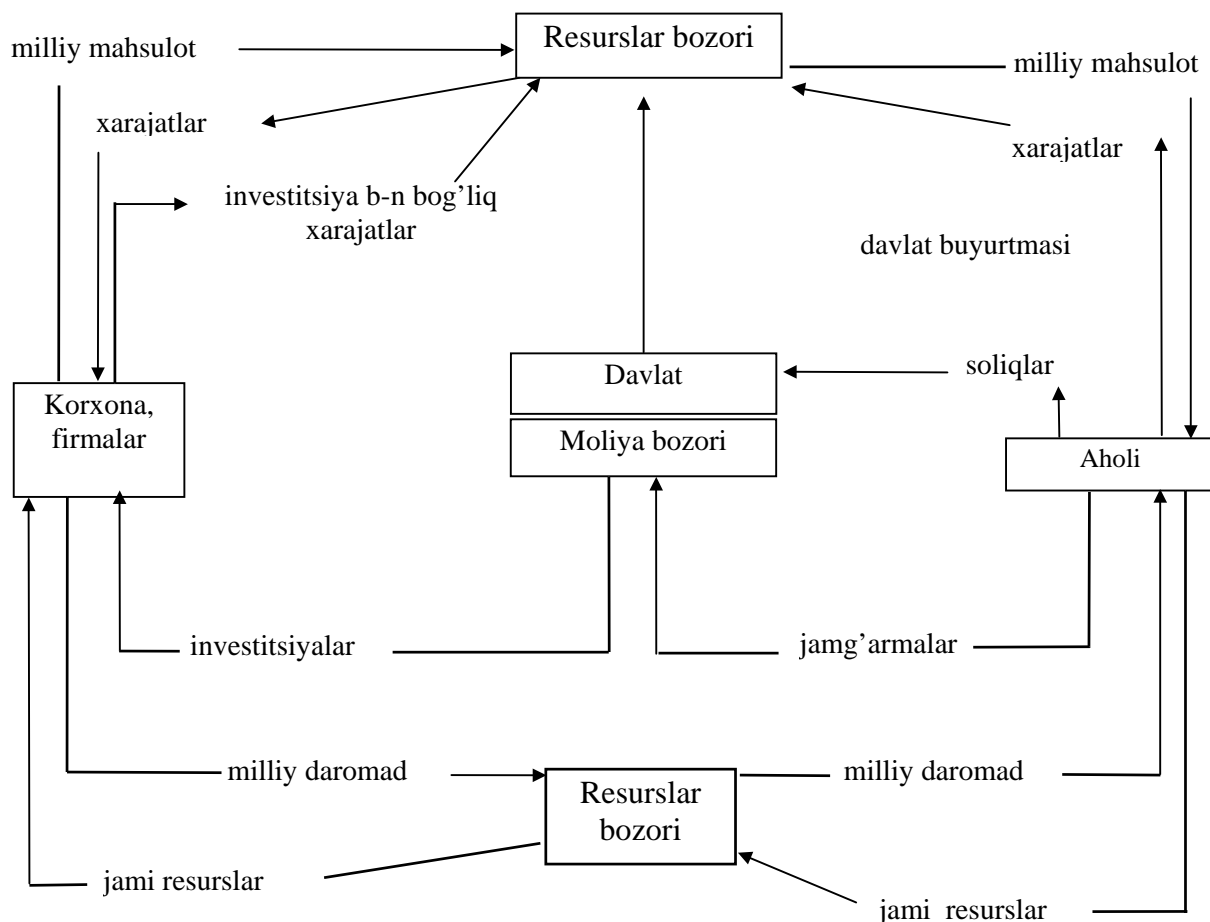 Resurslar bozori
milliy mahsulot
milliy mahsulot
xarajatlar
xarajatlar
investitsiya b-n bog’liq
xarajatlar
davlat buyurtmasi
Davlat
soliqlar
Korxona,
firmalar
Moliya bozori
Aholi
investitsiyalar
jamg’armalar
milliy daromad
milliy daromad
Resurslar
bozori
jami resurslar
jami resurslar